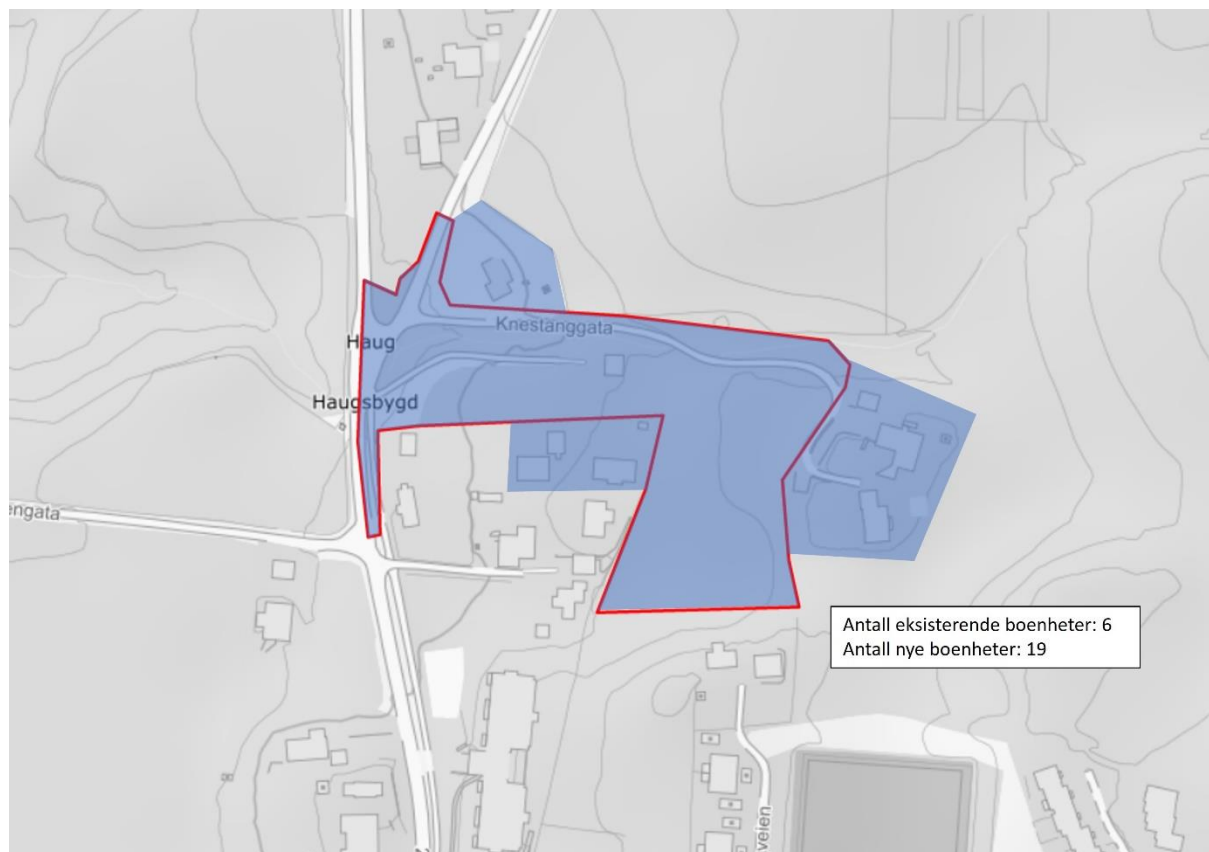 Knestanggata
Haug
Haugsbygd
engata
Antall eksisterende boenheter: 6
Antall nye boenheter: 19
veien